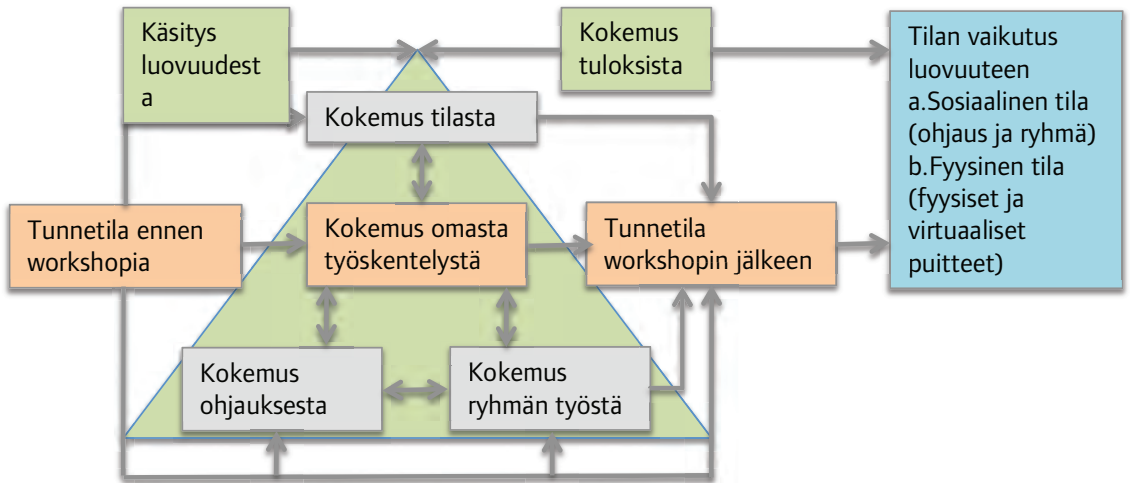 Käsitys
luovuudest
a
Kokemus
tuloksista
Tilan vaikutus
luovuuteen
a.Sosiaalinen tila
(ohjaus ja ryhmä)
b.Fyysinen tila
(fyysiset ja
virtuaaliset
puitteet)
Kokemus tilasta
Tunnetila ennen
workshopia
Kokemus omasta
työskentelystä
Tunnetila
workshopin jälkeen
Kokemus
ohjauksesta
Kokemus
ryhmän työstä